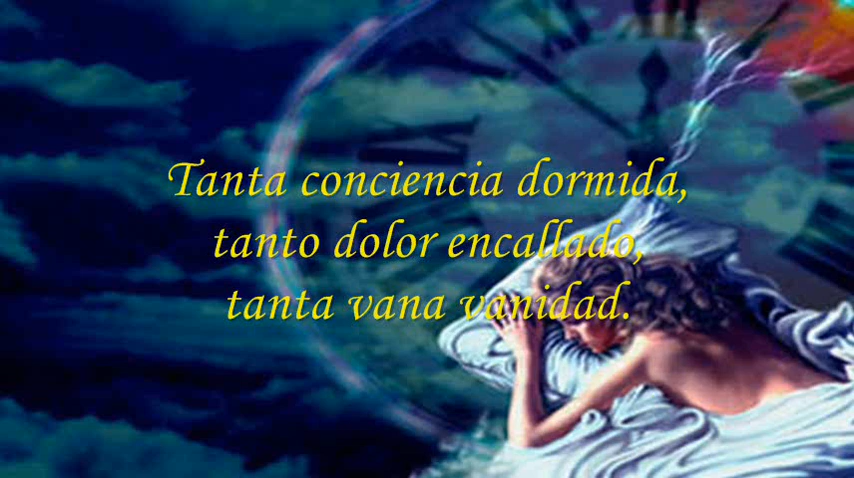 Tanta conciencia dormida,
tanto dolor encallado,
tanta vana vanidad.